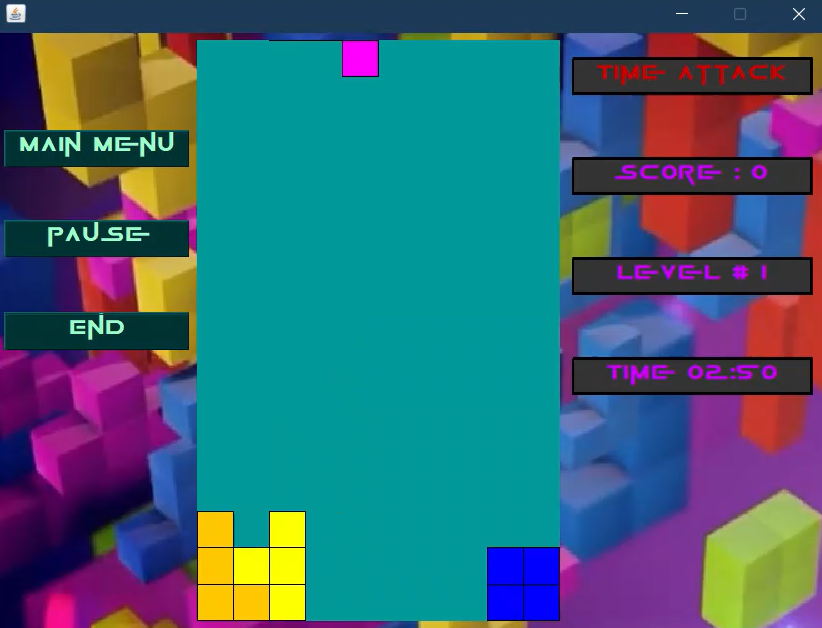 MAIN MENU
PAUSE
END
TIME ATTACK
SCORE : 0
LEVEL # 1
TIME 02:50